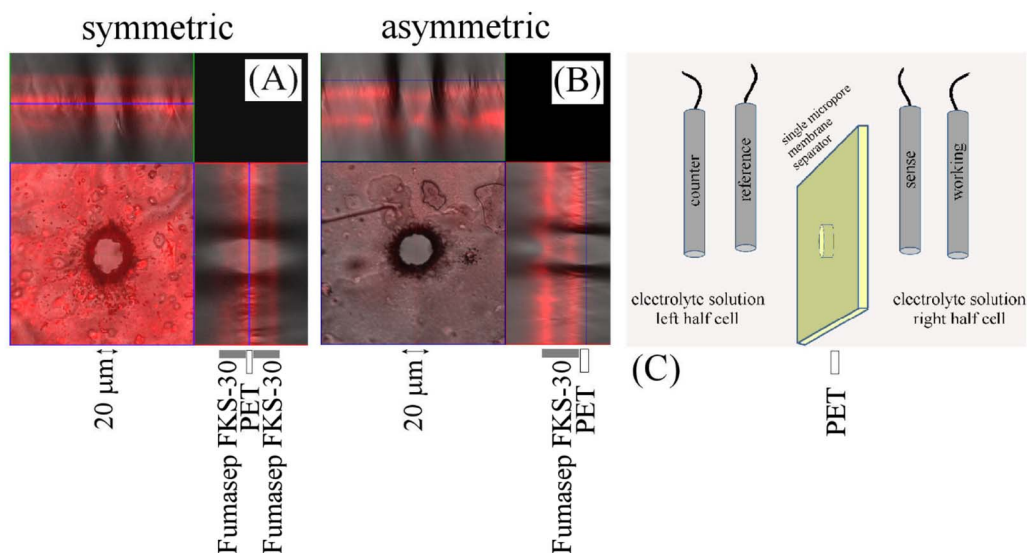 symmetric
asymmetric
(A)
(B)
single micropore
membrane
separator
counter
reference
sense
working
electrolyte solution
left half cell
electrolyte solution
right half cell
(C)
20 μm
Fumasep FKS-30
PET
Fumasep FKS-30
20 μm
Fumasep FKS-30
PET
PET